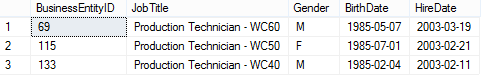 BusinessEntityID JobTitle Gender BirthDate HireDate
1 69 Production Technician - WC60 M 1985-05-07 2003-03-19
2 115 Production Technician - WC50 F 1985-07-01 2003-02-21
3 133 Production Technician - WC40 M 1985-02-04 2003-02-11